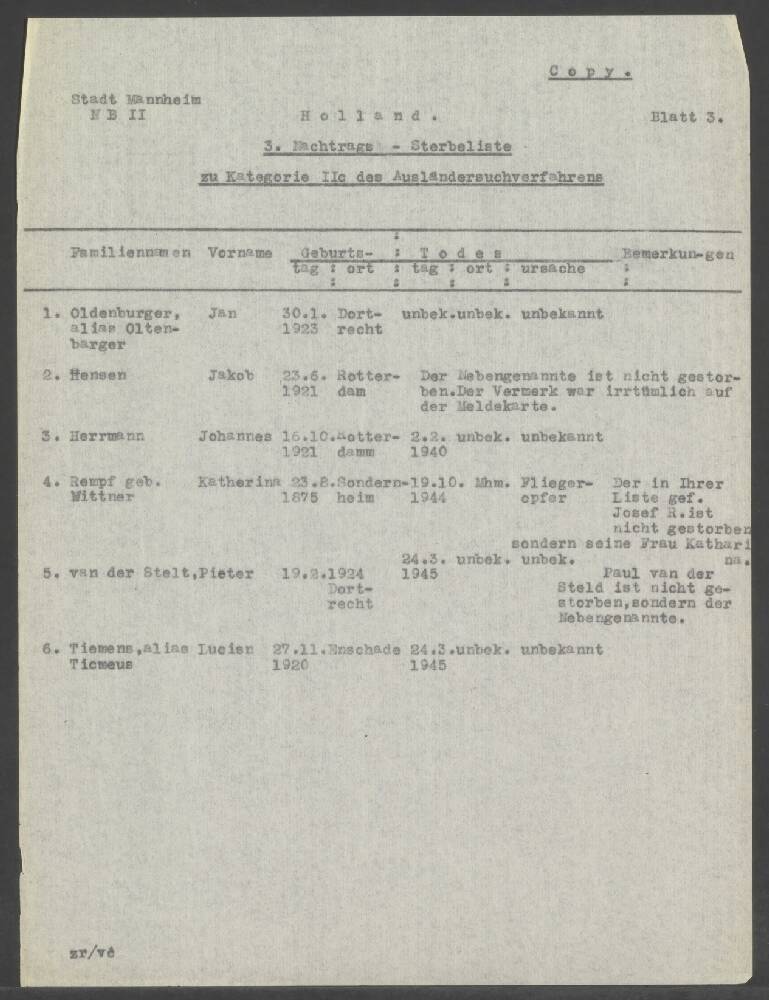 Copy.
Stadt Mannheim
N B II Holland. Blatt 3.
3. Nachtrags - Sterbeliste
zu Kategorie IIc des Ausländersuchverfahrens
Familiennamen Vorname Geburts- : Todes Bemerkun-gen
tag : ort : tag : ort : ursache :
: : : : :
1. Oldenburger, Jan 30.1. Dort- unbek.unbek. unbekannt
alias Olten- 1923 recht
barger
2. Hensen Jakob 23.6. Rotter- Der Nebengenannte ist nicht gestor-
1921 dam ben.Der Vermerk war irrtümlich auf
der Meldekarte.
3. Herrmann Johannes 16.10.Rotter- 2.2. unbek. unbekannt
1921 damm 1940
4. Rempf geb. Katherina 23.8.Sondern-19.10. Mhm. Flieger- Der in Ihrer
Wittner 1875 heim 1944 opfer Liste gef.
Josef R.ist
nicht gestorben
sondern seine Frau Kathari
24.3. unbek. unbek. na.
5. van der Stelt,Pieter 19.2.1924 1945 Paul van der
Dort- Steld ist nicht ge-
recht storben,sondern der
Nebengenannte.
6. Tiemens,alias Lucien 27.11.Enschade 24.3.unbek. unbekannt
Ticmeus 1920 1945
zr/vê